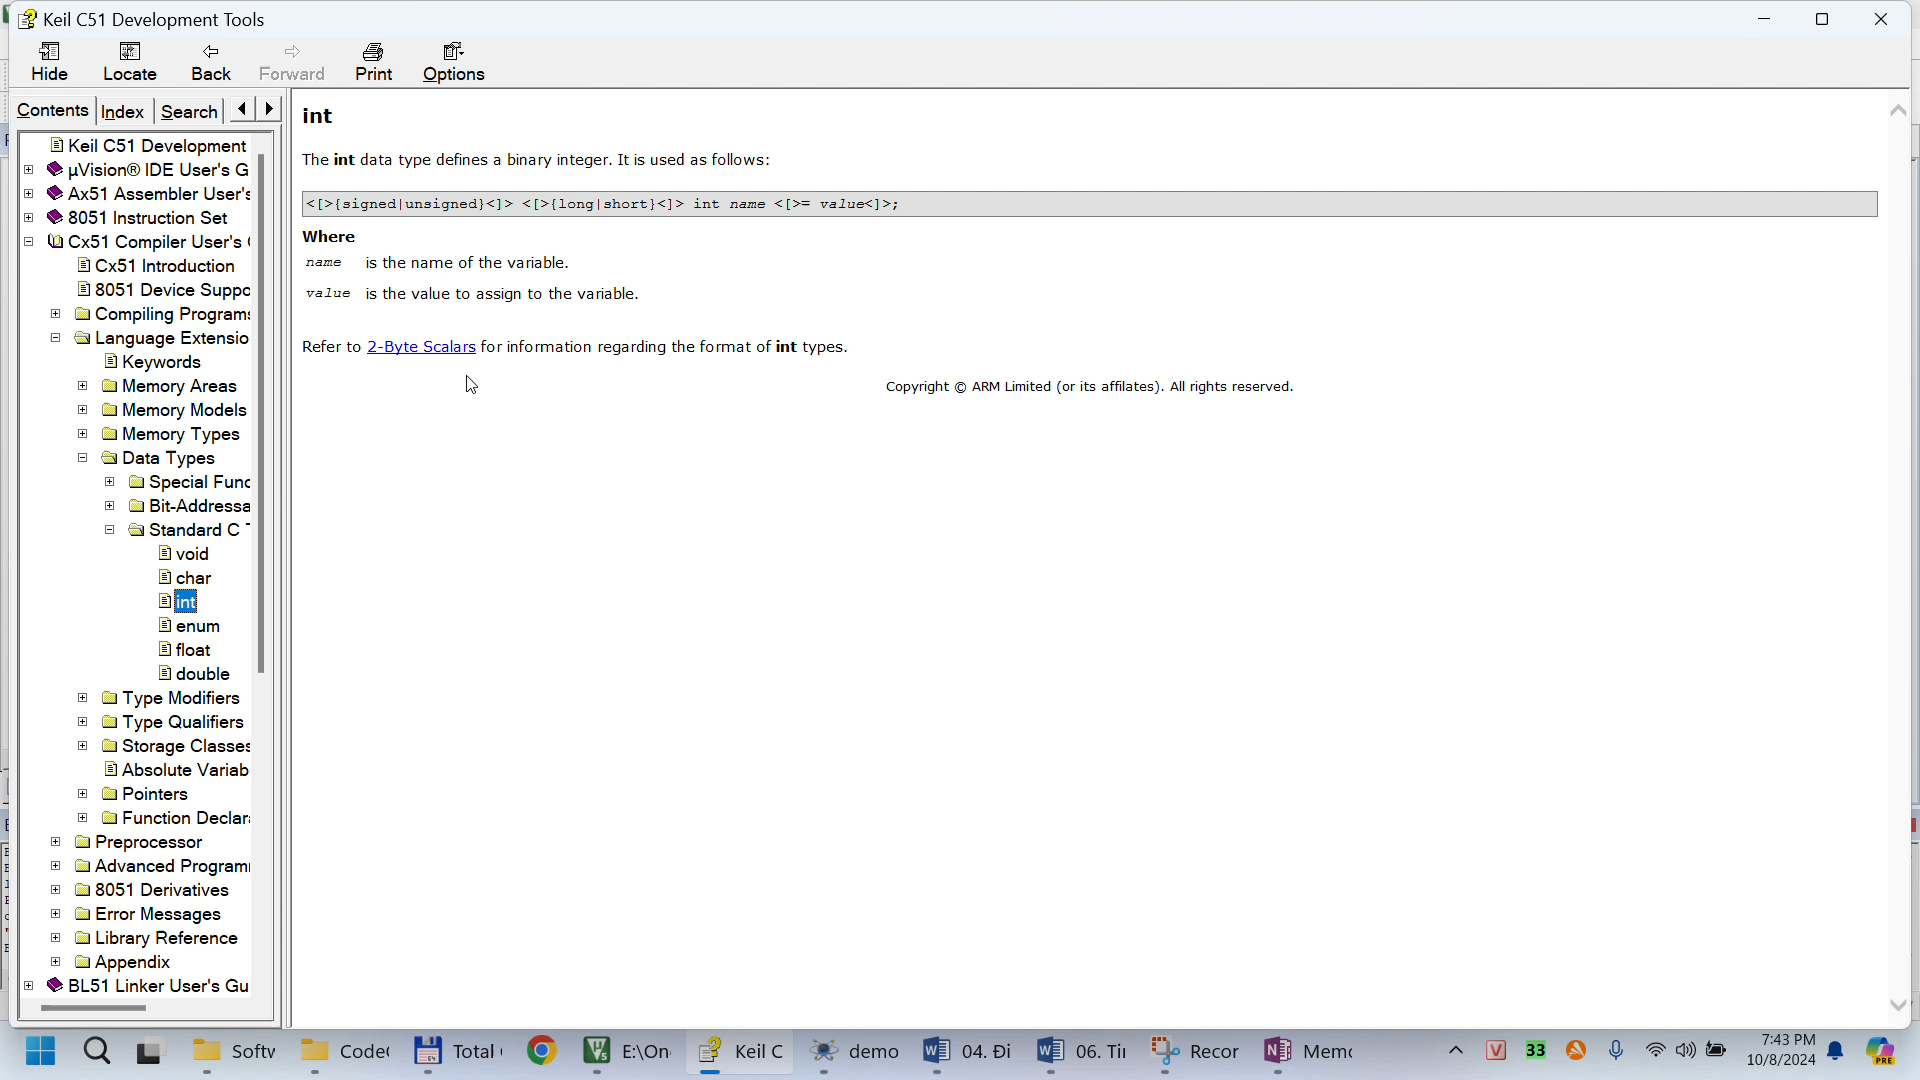 Keil C51 Development Tools
Hide Locate Back Forward Print Options
Contents Index Search
Keil C51 Development
µVision® IDE User's G
Ax51 Assembler User's
8051 Instruction Set
Cx51 Compiler User's
Cx51 Introduction
8051 Device Suppo
Compiling Programs
Language Extensio
Keywords
Memory Areas
Memory Models
Memory Types
Data Types
Special Func
Bit-Addressa
Standard C
void
char
int
enum
float
double
Type Modifiers
Type Qualifiers
Storage Classes
Absolute Variab
Pointers
Function Declara
Preprocessor
Advanced Program
8051 Derivatives
Error Messages
Library Reference
Appendix
BL51 Linker User's Gu
int
The int data type defines a binary integer. It is used as follows:
<[>{signed|unsigned}<]> <[>{long|short}<]> int name <[>= value<]>;
Where
name is the name of the variable.
value is the value to assign to the variable.
Refer to 2-Byte Scalars for information regarding the format of int types.
Copyright © ARM Limited (or its affilates). All rights reserved.
Softw Code Total E:\On Keil C demo 04. Đi 06. Tiı Recor Memo 33 7:43 PM
10/8/2024